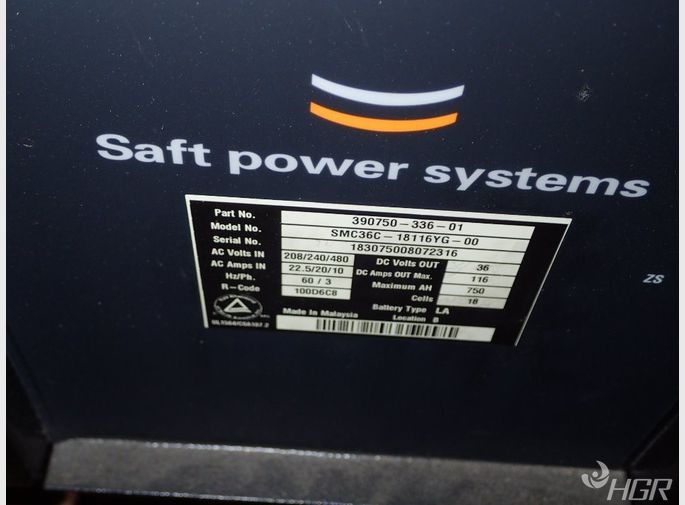 Saft power systems
Part No. 390750-336-01
Model No. SMC36C-18116YG-00
Serial No. 183075008072316
AC Volts IN 208/240/480 DC Volts OUT 36
AC Amps IN 22.5/20/10 DC Amps OUT Max. 116
Hz/Ph. 60 / 3 Maximum AH 750
R-Code 100D6C8 Cells 18
Battery Type LA
Made In Malaysia Location B
ZS
HGR